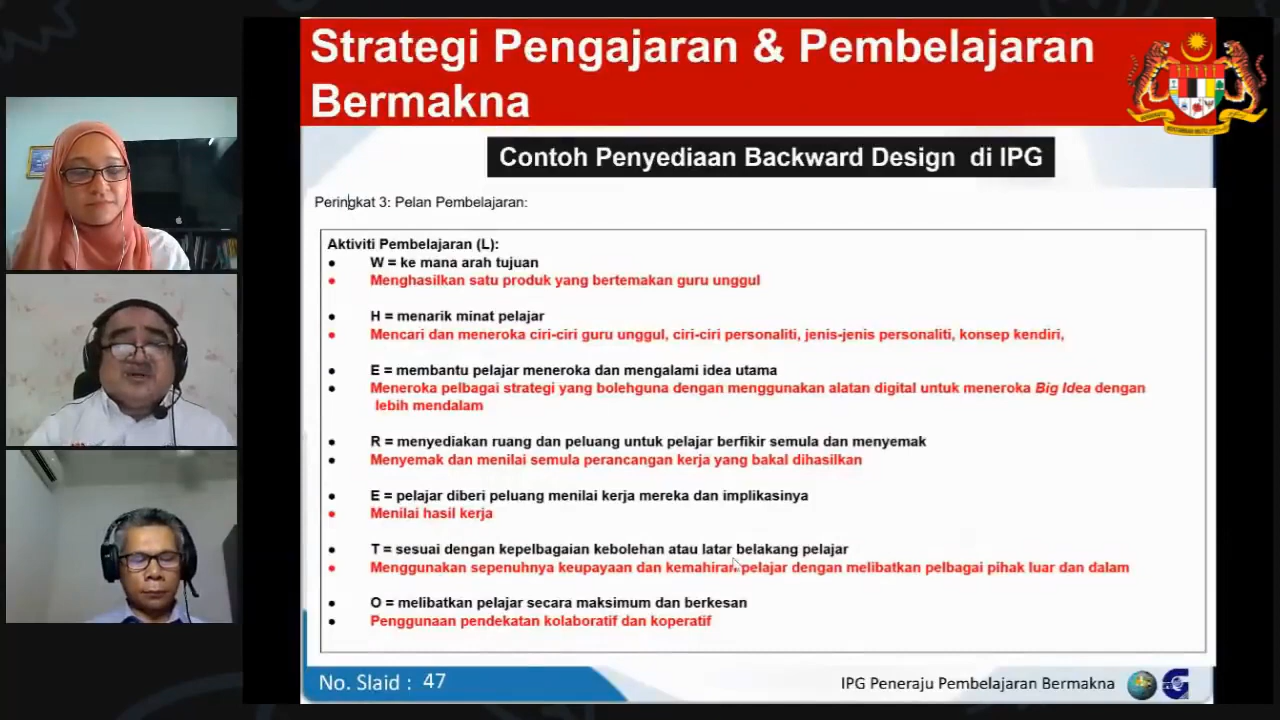 Strategi Pengajaran & Pembelajaran
Bermakna
Contoh Penyediaan Backward Design di IPG
Peringkat 3: Pelan Pembelajaran:
Aktiviti Pembelajaran (L):
• W = ke mana arah tujuan
• Menghasilkan satu produk yang bertemakan guru unggul
• H = menarik minat pelajar
• Mencari dan meneroka ciri-ciri guru unggul, ciri-ciri personaliti, jenis-jenis personaliti, konsep kendiri,
• E = membantu pelajar meneroka dan mengalami idea utama
• Meneroka pelbagai strategi yang bolehguna dengan menggunakan alatan digital untuk meneroka Big Idea dengan
lebih mendalam
• R = menyediakan ruang dan peluang untuk pelajar berfikir semula dan menyemak
• Menyemak dan menilai semula perancangan kerja yang bakal dihasilkan
• E = pelajar diberi peluang menilai kerja mereka dan implikasinya
• Menilai hasil kerja
• T = sesuai dengan kepelbagaian kebolehan atau latar belakang pelajar
• Menggunakan sepenuhnya keupayaan dan kemahiran pelajar dengan melibatkan pelbagai pihak luar dan dalam
• O = melibatkan pelajar secara maksimum dan berkesan
• Penggunaan pendekatan kolaboratif dan koperatif
No. Slaid : 47
IPG Peneraju Pembelajaran Bermakna